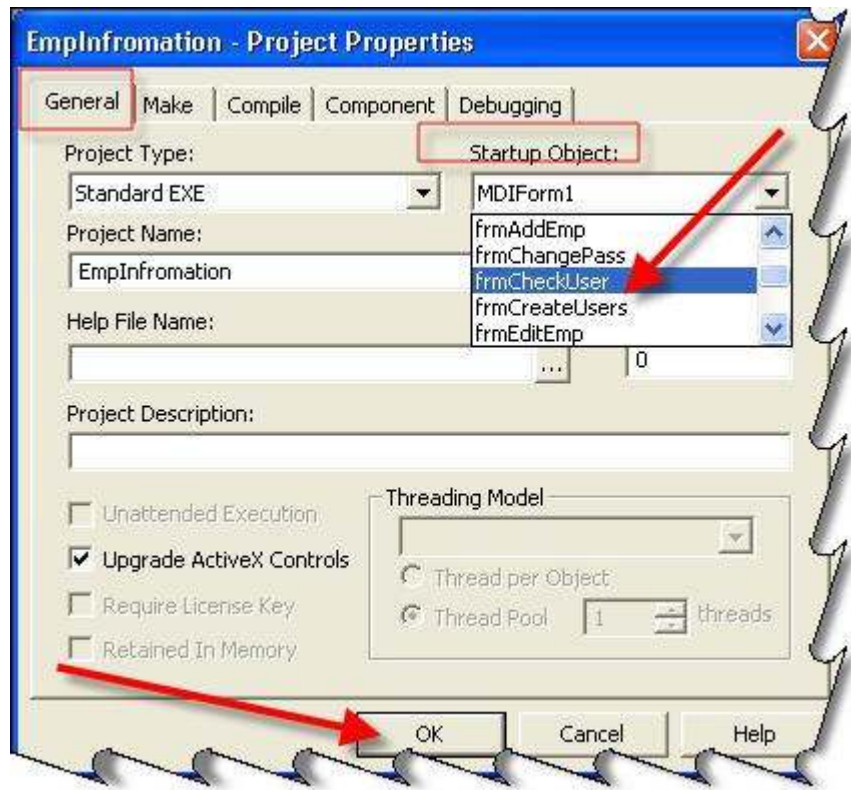 EmpInfromation - Project Properties
General Make Compile Component Debugging
Project Type:
Startup Object:
Standard EXE
MDIForm1
frmAddEmp
frmChangePass
frmCheckUser
frmCreateUsers
frmEditEmp
Project Name:
EmpInfromation
Help File Name:
...
0
Project Description:
Unattended Execution
Upgrade ActiveX Controls
Require License Key
Retained In Memory
Threading Model
Thread per Object
Thread Pool 1 threads
OK Cancel Help